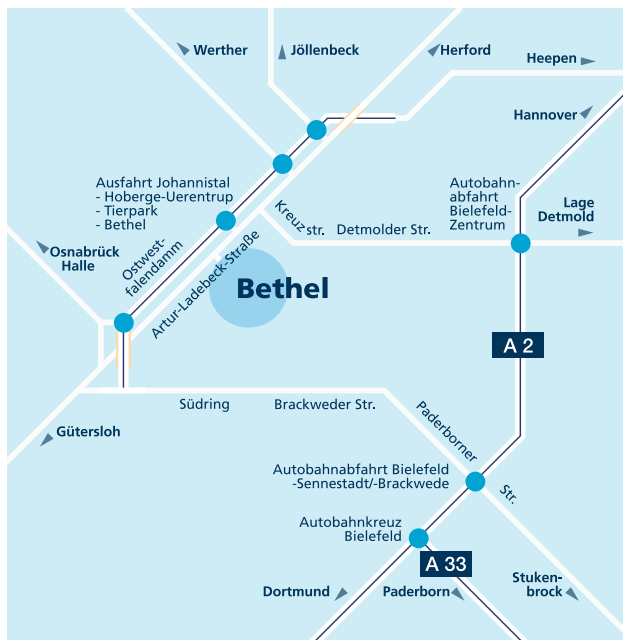 Werther
Jöllenbeck
Herford
Heepen
Hannover
Ausfahrt Johannistal
- Hoberge-Uerentrup
- Tierpark
- Bethel
Autobahn-
abfahrt
Bielefeld-
Zentrum
Lage
Detmold
Kreuz
str.
Detmolder Str.
Osnabrück
Halle
Ostwest-
falendamm
Artur-Ladebeck-Straße
Bethel
A 2
Südring
Brackweder Str.
Paderborner
Str.
Gütersloh
Autobahnabfahrt Bielefeld
-Sennestadt/-Brackwede
Autobahnkreuz
Bielefeld
A 33
Dortmund
Paderborn
Stuken-
brock